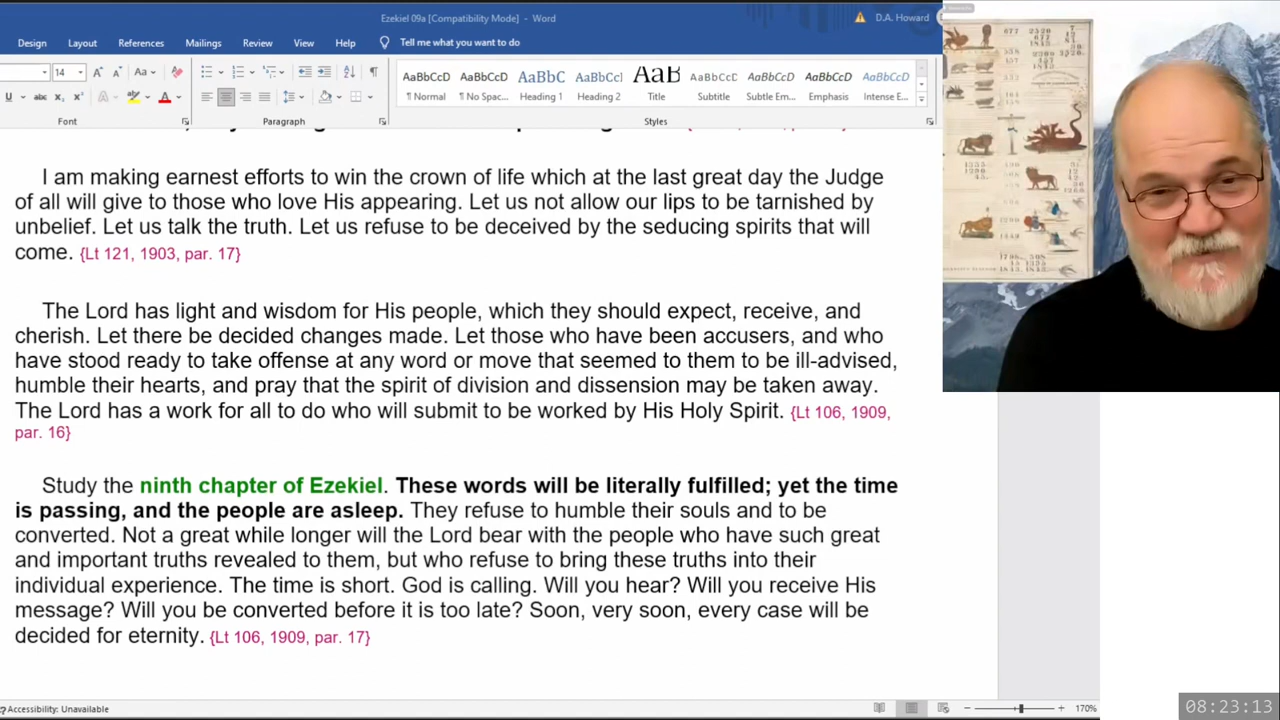 Ezekiel 09a [Compatibility Mode] - Word
D.A. Howard
Design Layout References Mailings Review View Help Tell me what you want to do
14
Aa
AaBbCcD AaBbCcD AaBbC AaBbCcI AaB AaBbCcD AaBbCcD AaBbCcD AaBbCcD
¶ Normal ¶ No Spac... Heading 1 Heading 2 Title Subtitle Subtle Em... Emphasis Intense E...
Font Paragraph Styles
I am making earnest efforts to win the crown of life which at the last great day the Judge
of all will give to those who love His appearing. Let us not allow our lips to be tarnished by
unbelief. Let us talk the truth. Let us refuse to be deceived by the seducing spirits that will
come. {Lt 121, 1903, par. 17}
The Lord has light and wisdom for His people, which they should expect, receive, and
cherish. Let there be decided changes made. Let those who have been accusers, and who
have stood ready to take offense at any word or move that seemed to them to be ill-advised,
humble their hearts, and pray that the spirit of division and dissension may be taken away.
The Lord has a work for all to do who will submit to be worked by His Holy Spirit. {Lt 106, 1909,
par. 16}
Study the ninth chapter of Ezekiel. These words will be literally fulfilled; yet the time
is passing, and the people are asleep. They refuse to humble their souls and to be
converted. Not a great while longer will the Lord bear with the people who have such great
and important truths revealed to them, but who refuse to bring these truths into their
individual experience. The time is short. God is calling. Will you hear? Will you receive His
message? Will you be converted before it is too late? Soon, very soon, every case will be
decided for eternity. {Lt 106, 1909, par. 17}
Accessibility: Unavailable
170%
08:23:13
677 2520